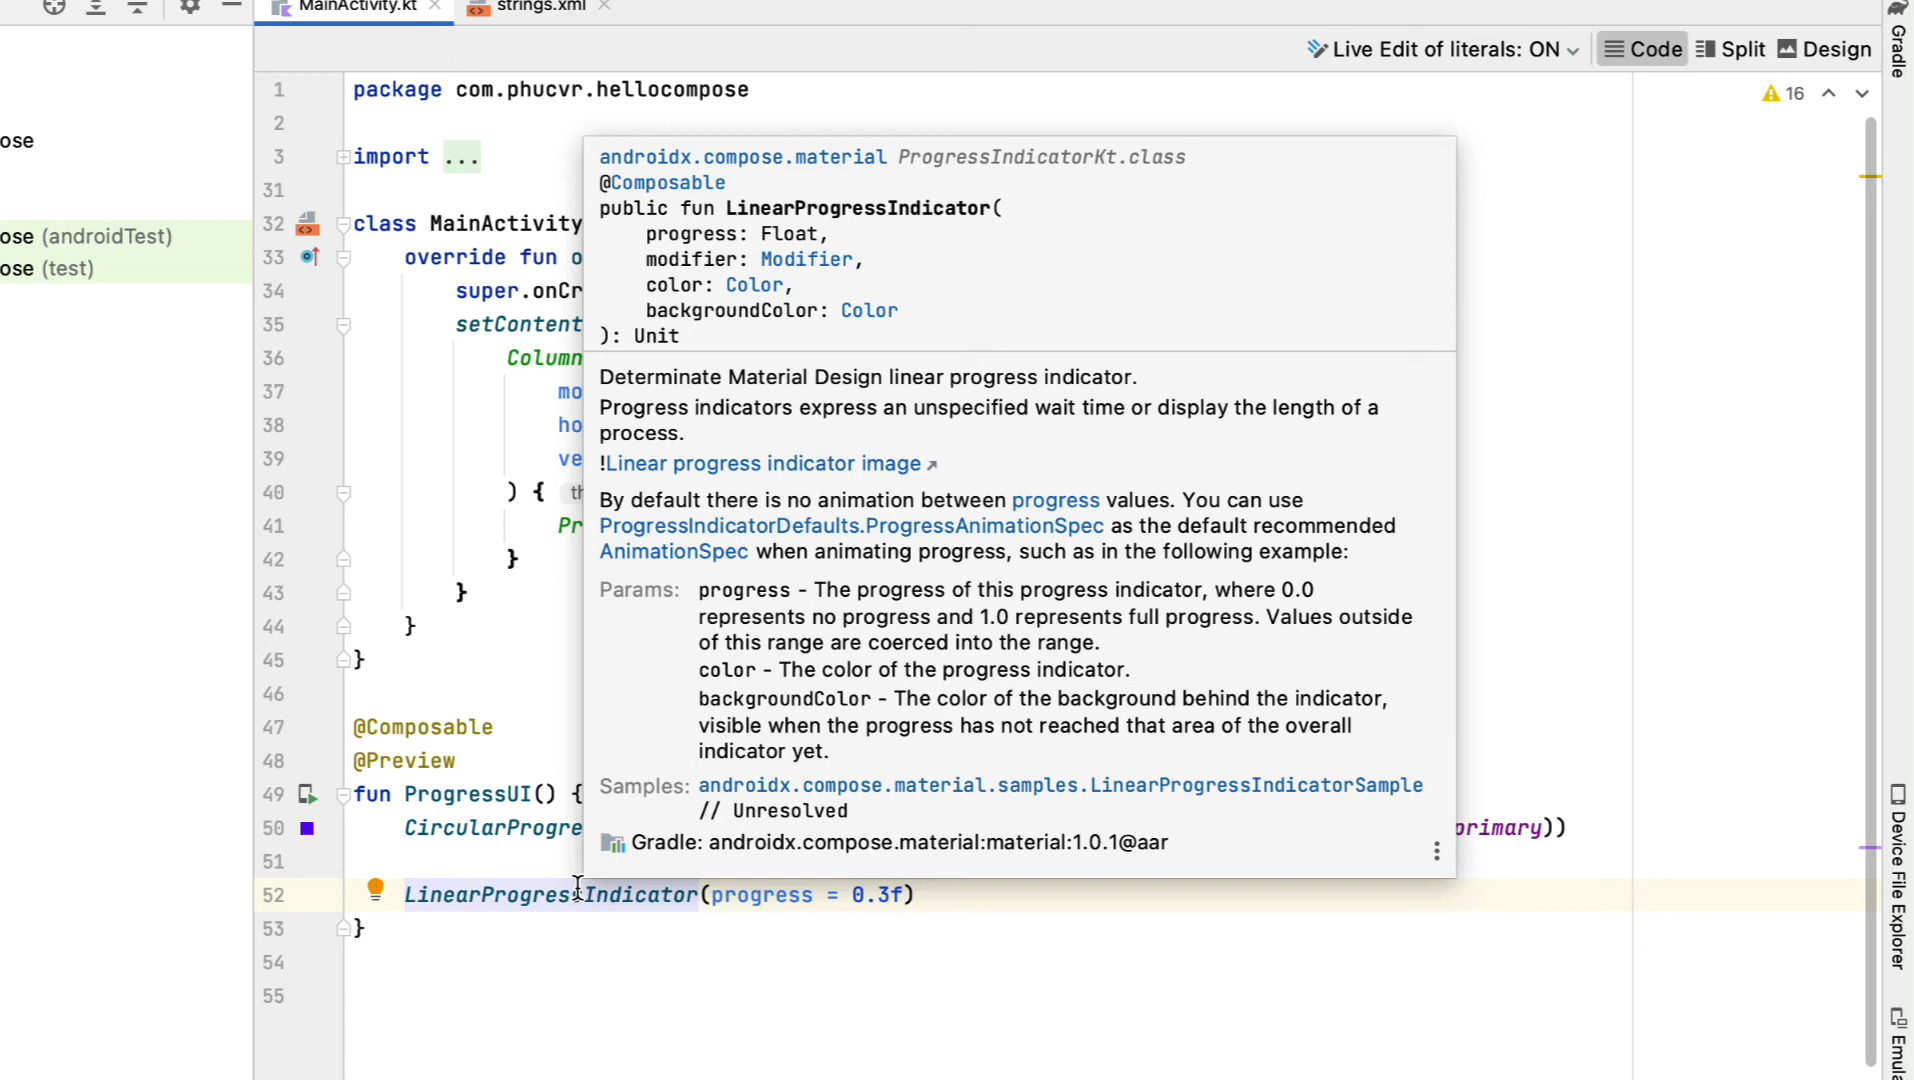 MainActivity.kt
strings.xml
Live Edit of literals: ON
Code
Split
Design
Gradle
16
ose
ose (androidTest)
ose (test)
1 package com.phucvr.hellocompose
2
3 import ...
31
32 class MainActivity
33 override fun o
34 super.onCr
35 setContent
36 Column
37 mo
38 ho
39 ve
40 ) { th
41 Pr
42 }
43 }
44 }
45 }
46
47 @Composable
48 @Preview
49 fun ProgressUI() {
50 CircularProgre primary))
51
52 LinearProgressIndicator(progress = 0.3f)
53 }
54
55
androidx.compose.material ProgressIndicatorKt.class
@Composable
public fun LinearProgressIndicator(
progress: Float,
modifier: Modifier,
color: Color,
backgroundColor: Color
): Unit
Determinate Material Design linear progress indicator.
Progress indicators express an unspecified wait time or display the length of a
process.
!Linear progress indicator image
By default there is no animation between progress values. You can use
ProgressIndicatorDefaults.ProgressAnimationSpec as the default recommended
AnimationSpec when animating progress, such as in the following example:
Params: progress - The progress of this progress indicator, where 0.0
represents no progress and 1.0 represents full progress. Values outside
of this range are coerced into the range.
color - The color of the progress indicator.
backgroundColor - The color of the background behind the indicator,
visible when the progress has not reached that area of the overall
indicator yet.
Samples: androidx.compose.material.samples.LinearProgressIndicatorSample
// Unresolved
Gradle: androidx.compose.material:material:1.0.1@aar
Device File Explorer
Emula